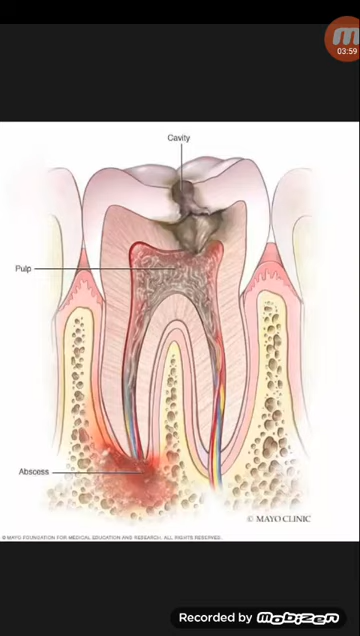 03:59
Cavity
Pulp
Abscess
© MAYO CLINIC
© MAYO FOUNDATION FOR MEDICAL EDUCATION AND RESEARCH. ALL RIGHTS RESERVED.
Recorded by Mobizen